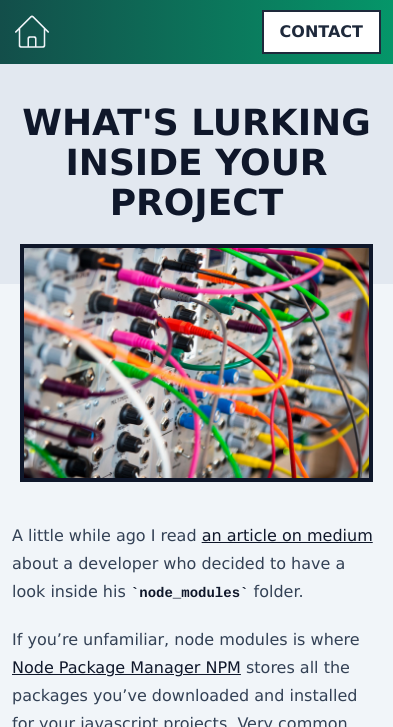 CONTACT
WHAT'S LURKING
INSIDE YOUR
PROJECT
A little while ago I read an article on medium
about a developer who decided to have a
look inside his `node_modules` folder.
If you’re unfamiliar, node modules is where
Node Package Manager NPM stores all the
packages you’ve downloaded and installed
for your javascript projects. Very common